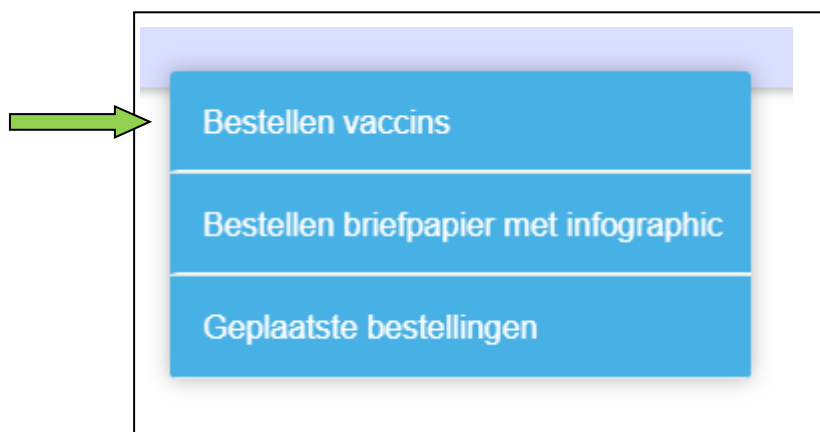 Bestellen vaccins
Bestellen briefpapier met infographic
Geplaatste bestellingen